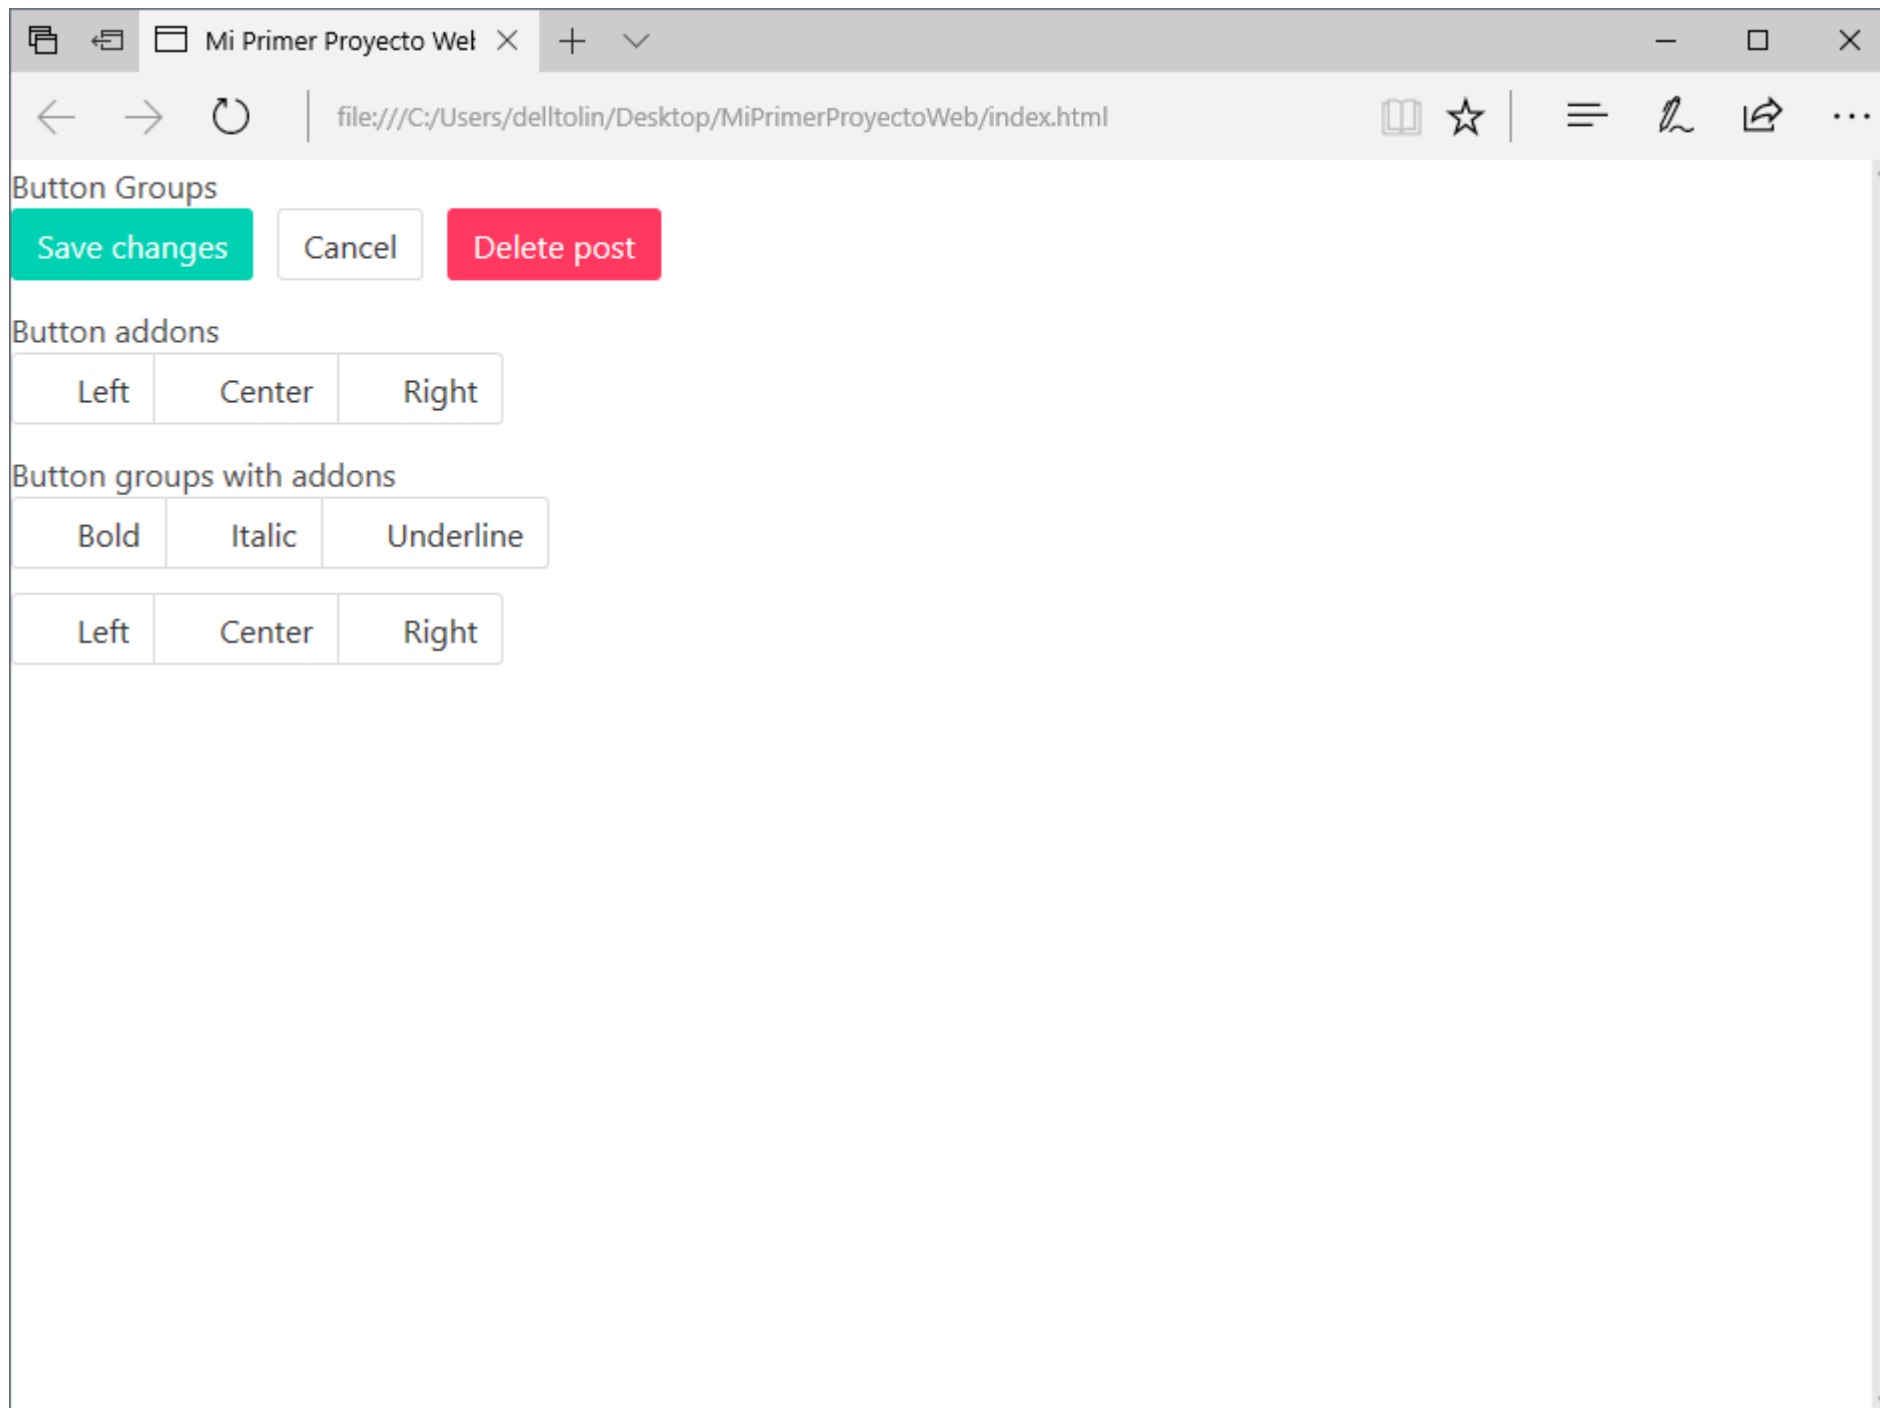 Mi Primer Proyecto Wel
file:///C:/Users/delltolin/Desktop/MiPrimerProyectoWeb/index.html
Button Groups
Save changes Cancel Delete post
Button addons
Left Center Right
Button groups with addons
Bold Italic Underline
Left Center Right